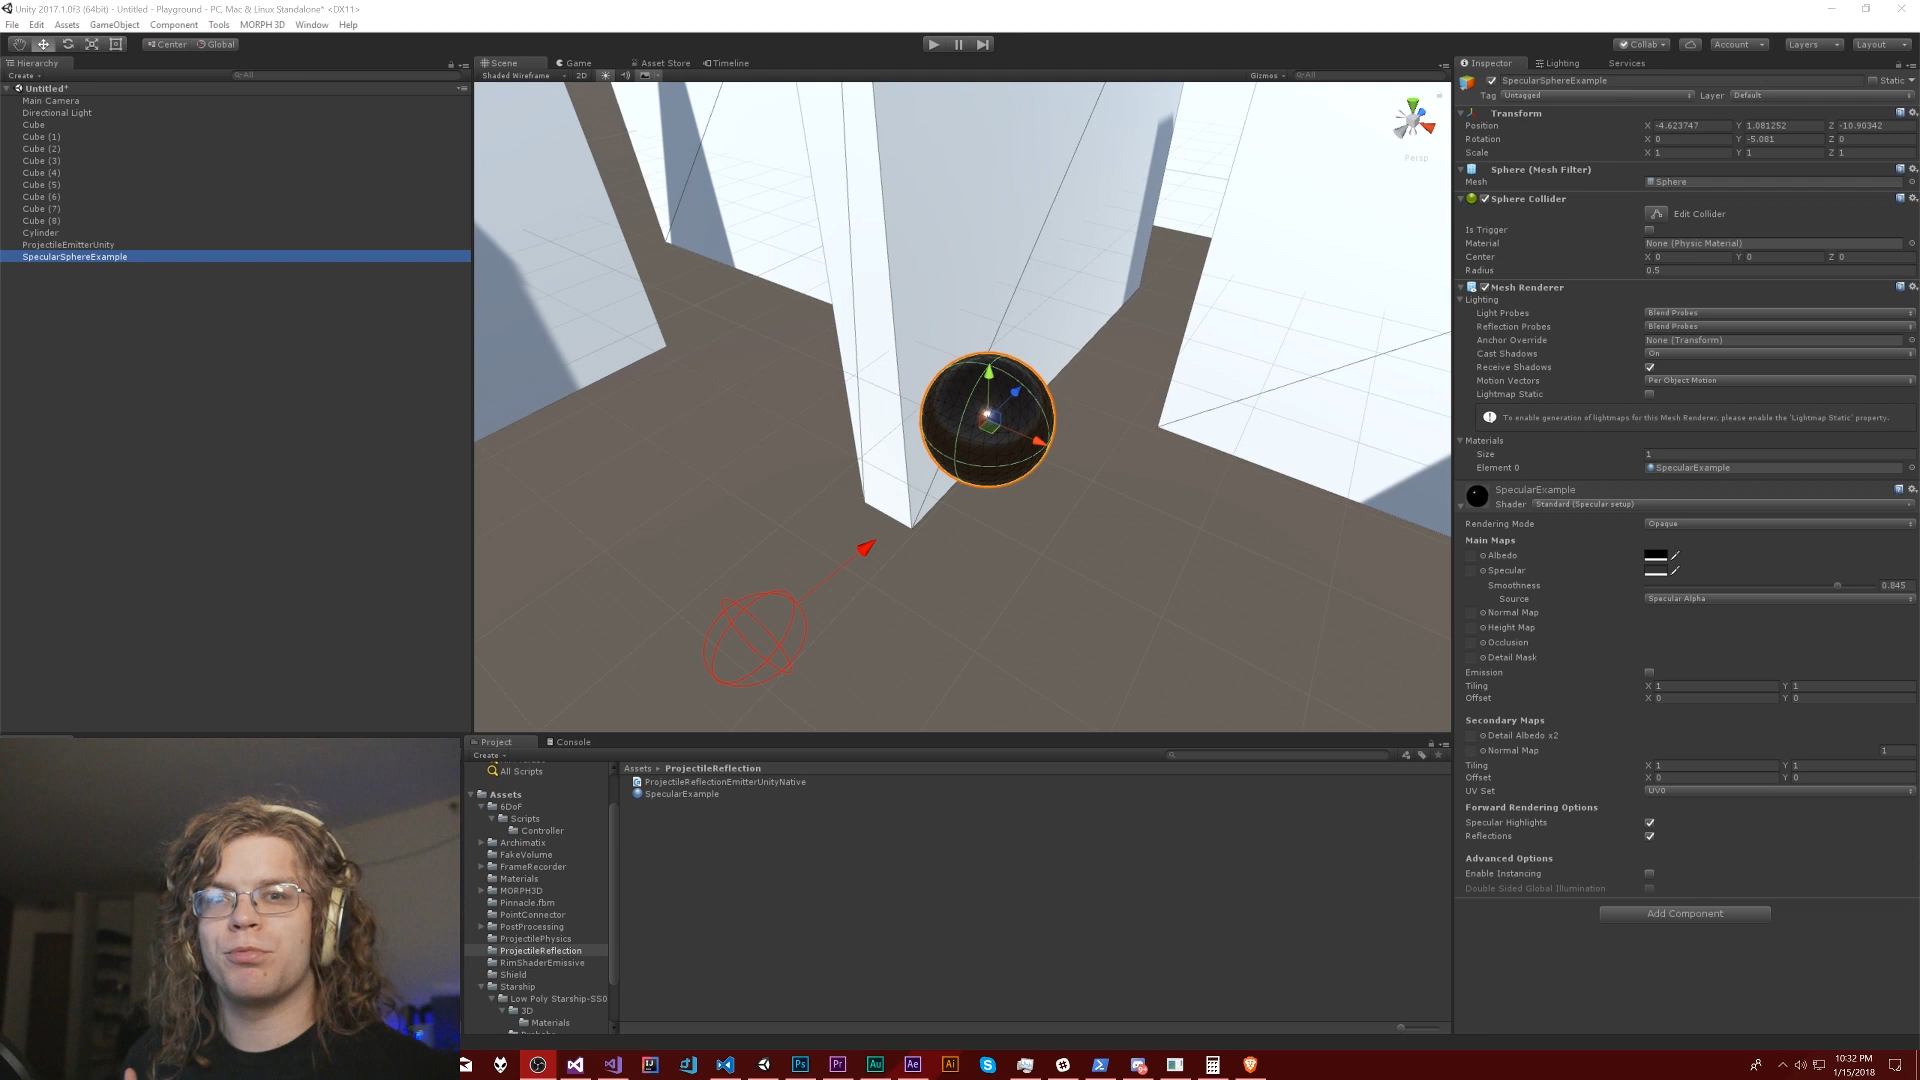 Unity 2017.1.0f3 (64bit) - Untitled - Playground - PC, Mac & Linux Standalone* <DX11>
File Edit Assets GameObject Component Tools MORPH 3D Window Help
Center Global
Collab Account Layers Layout
Hierarchy
Create All
Untitled*
Main Camera
Directional Light
Cube
Cube (1)
Cube (2)
Cube (3)
Cube (4)
Cube (5)
Cube (6)
Cube (7)
Cube (8)
Cylinder
ProjectileEmitterUnity
SpecularSphereExample
Scene Game Asset Store Timeline
Shaded Wireframe 2D Gizmos All
Persp
Inspector Lighting Services
SpecularSphereExample Static
Tag Untagged Layer Default
Transform
Position X -4.623747 Y 1.081252 Z -10.90342
Rotation X 0 Y -5.081 Z 0
Scale X 1 Y 1 Z 1
Sphere (Mesh Filter)
Mesh Sphere
Sphere Collider
Edit Collider
Is Trigger
Material None (Physic Material)
Center X 0 Y 0 Z 0
Radius 0.5
Mesh Renderer
Lighting
Light Probes Blend Probes
Reflection Probes Blend Probes
Anchor Override None (Transform)
Cast Shadows On
Receive Shadows
Motion Vectors Per Object Motion
Lightmap Static
To enable generation of lightmaps for this Mesh Renderer, please enable the 'Lightmap Static' property.
Materials
Size 1
Element 0 SpecularExample
SpecularExample
Shader Standard (Specular setup)
Rendering Mode Opaque
Main Maps
Albedo
Specular
Smoothness 0.845
Source Specular Alpha
Normal Map
Height Map
Occlusion
Detail Mask
Emission
Tiling X 1 Y 1
Offset X 0 Y 0
Secondary Maps
Detail Albedo x2
Normal Map 1
Tiling X 1 Y 1
Offset X 0 Y 0
UV Set UV0
Forward Rendering Options
Specular Highlights
Reflections
Advanced Options
Enable Instancing
Double Sided Global Illumination
Add Component
Project Console
Create
All Scripts
Assets
6DoF
Scripts
Controller
Archimatix
FakeVolume
FrameRecorder
Materials
MORPH3D
Pinnacle.fbm
PointConnector
PostProcessing
ProjectilePhysics
ProjectileReflection
RimShaderEmissive
Shield
Starship
Low Poly Starship-SS0
3D
Materials
Assets ProjectileReflection
ProjectileReflectionEmitterUnityNative
SpecularExample
Ps Pr Au Ae Ai
10:32 PM
1/15/2018